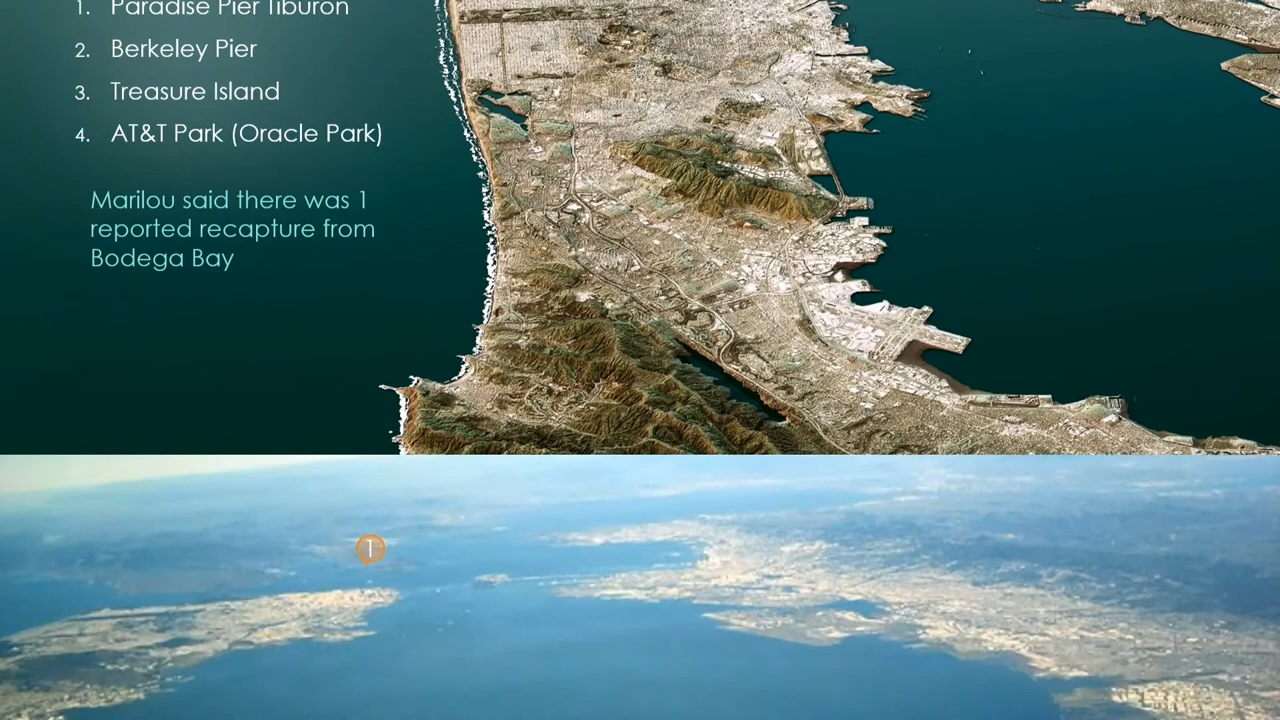 1. Paradise Pier Tiburon
2. Berkeley Pier
3. Treasure Island
4. AT&T Park (Oracle Park)
Marilou said there was 1
reported recapture from
Bodega Bay
1